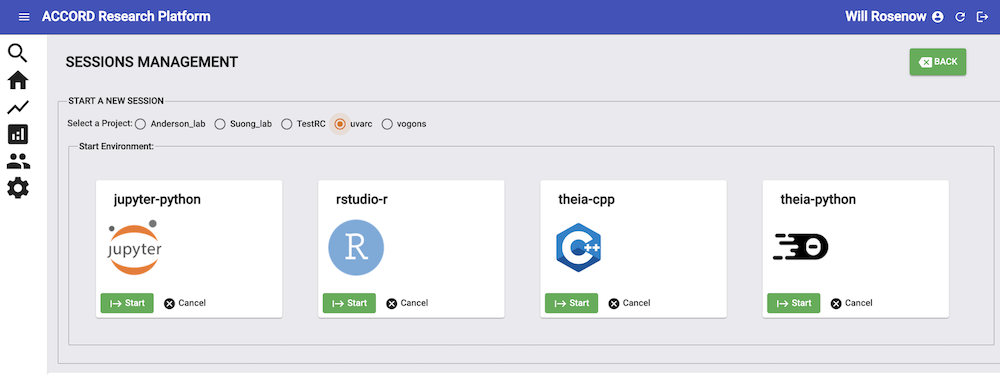 ACCORD Research Platform
Will Rosenow
SESSIONS MANAGEMENT
BACK
START A NEW SESSION
Select a Project: Anderson_lab Suong_lab TestRC uvarc vogons
Start Environment:
jupyter-python rstudio-r theia-cpp theia-python
jupyter R C++
Start Cancel Start Cancel Start Cancel Start Cancel